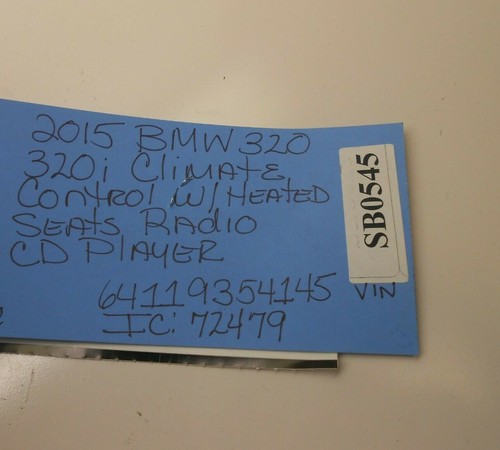 2015 BMW 320
320i Climate
Control w/ Heated
Seats Radio
CD Player
64119354145
IC: 72479
SB0545
VIN